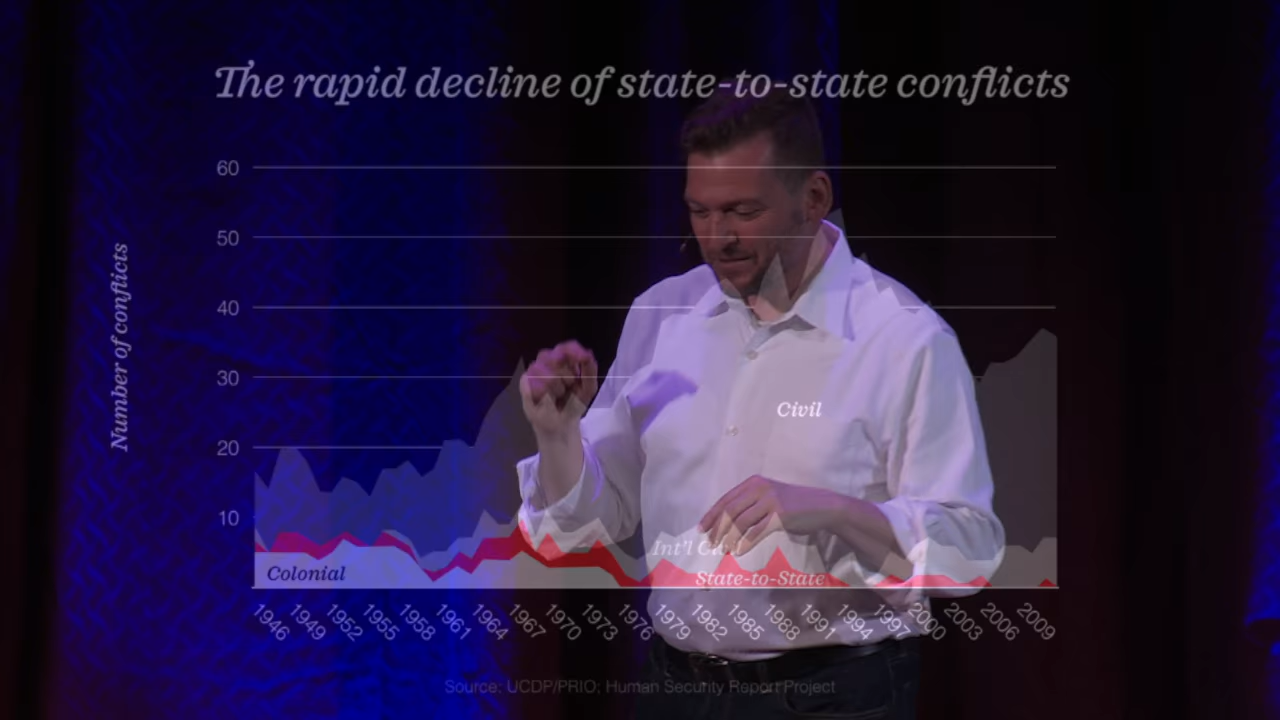 The rapid decline of state-to-state conflicts
Number of conflicts
60
50
40
30
20
10
Civil
Int'l Civil
State-to-State
Colonial
1946 1949 1952 1955 1958 1961 1964 1967 1970 1973 1976 1979 1982 1985 1988 1991 1994 1997 2000 2003 2006 2009
Source: UCDP/PRIO; Human Security Report Project